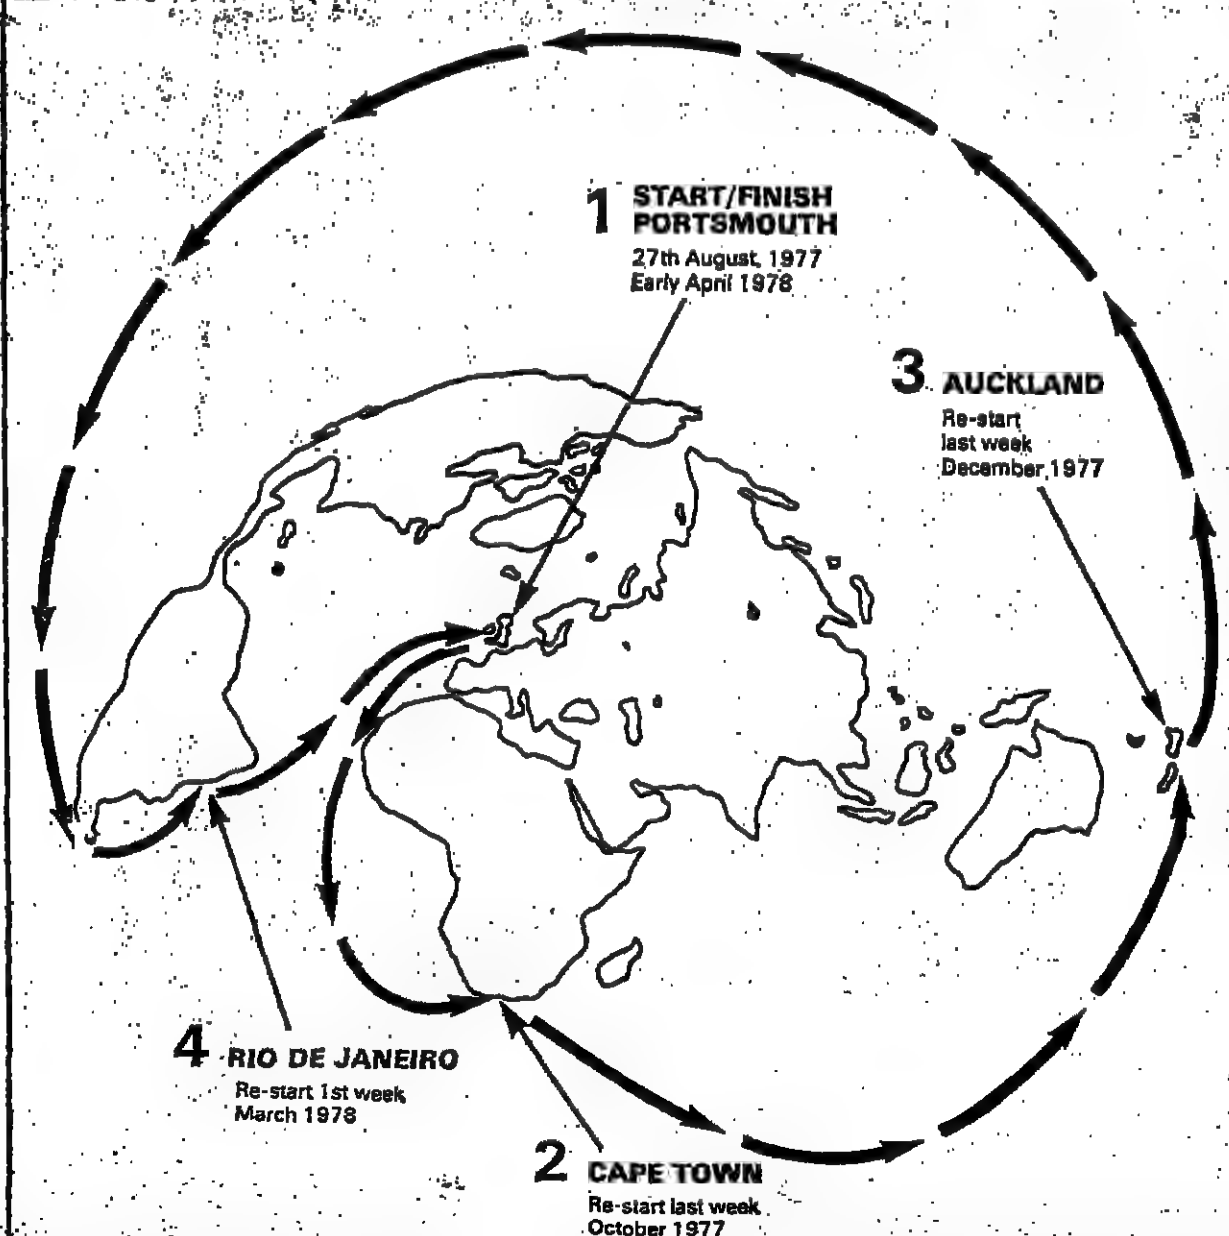 1 START/FINISH
PORTSMOUTH
27th August, 1977
Early April 1978
3 AUCKLAND
Re-start
last week
December, 1977
4 RIO DE JANEIRO
Re-start 1st week
March 1978
2 CAPE TOWN
Re-start last week
October 1977